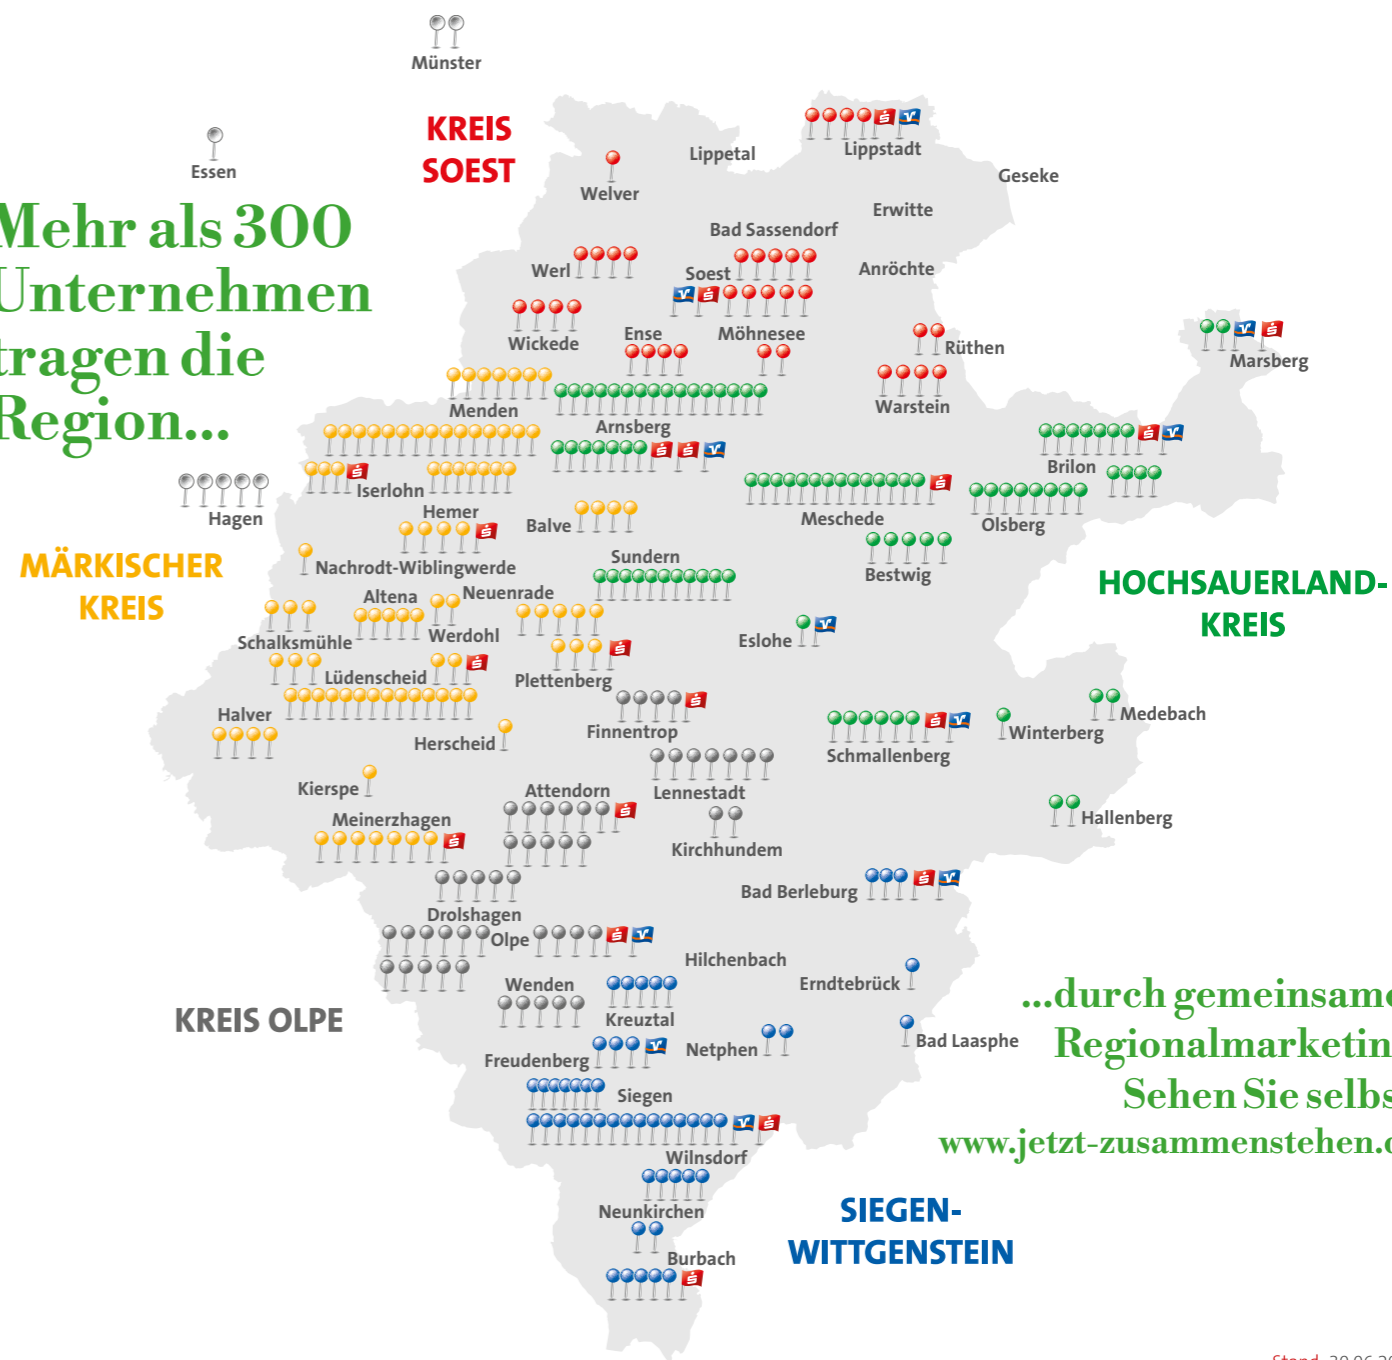 Münster
KREIS
SOEST
Essen
Lippetal
Lippstadt
Geseke
Welver
Mehr als 300
Unternehmen
tragen die
Region...
Erwitte
Bad Sassendorf
Werl
Soest
Anröchte
Wickede
Ense
Möhnesee
Rüthen
Marsberg
Menden
Warstein
Arnsberg
Brilon
Iserlohn
Hagen
Hemer
Balve
Meschede
Olsberg
MÄRKISCHER
KREIS
Nachrodt-Wiblingwerde
Sundern
Bestwig
HOCHSAUERLAND-
KREIS
Altena
Neuenrade
Schalksmühle
Werdohl
Eslohe
Lüdenscheid
Plettenberg
Halver
Herscheid
Finnentrop
Medebach
Winterberg
Schmallenberg
Kierspe
Attendorn
Lennestadt
Meinerzhagen
Hallenberg
Kirchhundem
Bad Berleburg
Drolshagen
Olpe
Hilchenbach
Wenden
Erndtebrück
KREIS OLPE
Kreuztal
Freudenberg
Netphen
Bad Laasphe
...durch gemeinsame
Regionalmarketin
Sehen Sie selbs
www.jetzt-zusammenstehen.
Siegen
Wilnsdorf
Neunkirchen
SIEGEN-
WITTGENSTEIN
Burbach
Stand 30.06.20